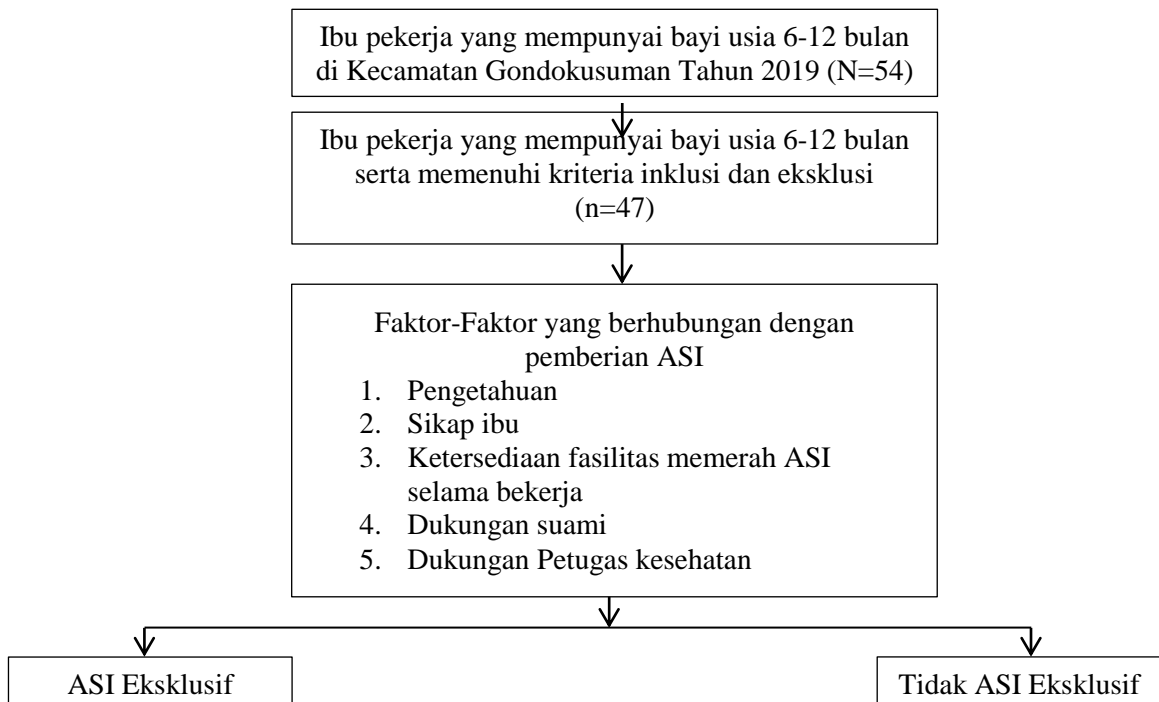 Ibu pekerja yang mempunyai bayi usia 6-12 bulan
di Kecamatan Gondokusuman Tahun 2019 (N=54)
Ibu pekerja yang mempunyai bayi usia 6-12 bulan
serta memenuhi kriteria inklusi dan eksklusi
(n=47)
Faktor-Faktor yang berhubungan dengan
pemberian ASI
1. Pengetahuan
2. Sikap ibu
3. Ketersediaan fasilitas memerah ASI
selama bekerja
4. Dukungan suami
5. Dukungan Petugas kesehatan
ASI Eksklusif
Tidak ASI Eksklusif